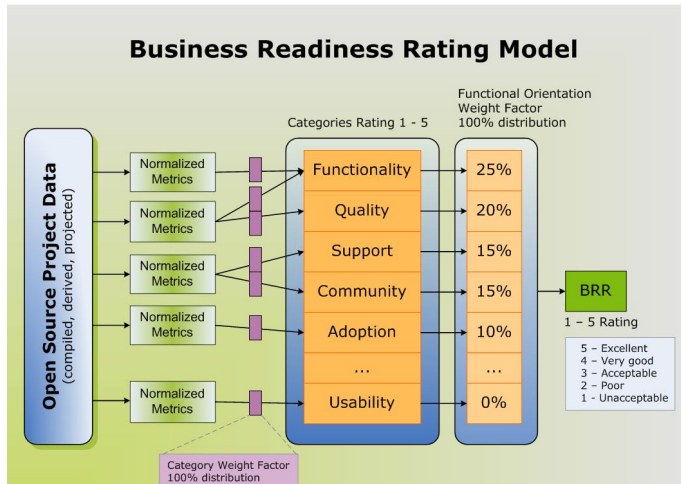 Business Readiness Rating Model
Functional Orientation
Weight Factor
100% distribution
Categories Rating 1 - 5
Open Source Project Data
(compiled, derived, projected)
Normalized
Metrics
Normalized
Metrics
Normalized
Metrics
Normalized
Metrics
Normalized
Metrics
Functionality
25%
Quality
20%
Support
15%
Community
15%
Adoption
10%
...
...
Usability
0%
BRR
1 – 5 Rating
5 – Excellent
4 – Very good
3 – Acceptable
2 – Poor
1 - Unacceptable
Category Weight Factor
100% distribution